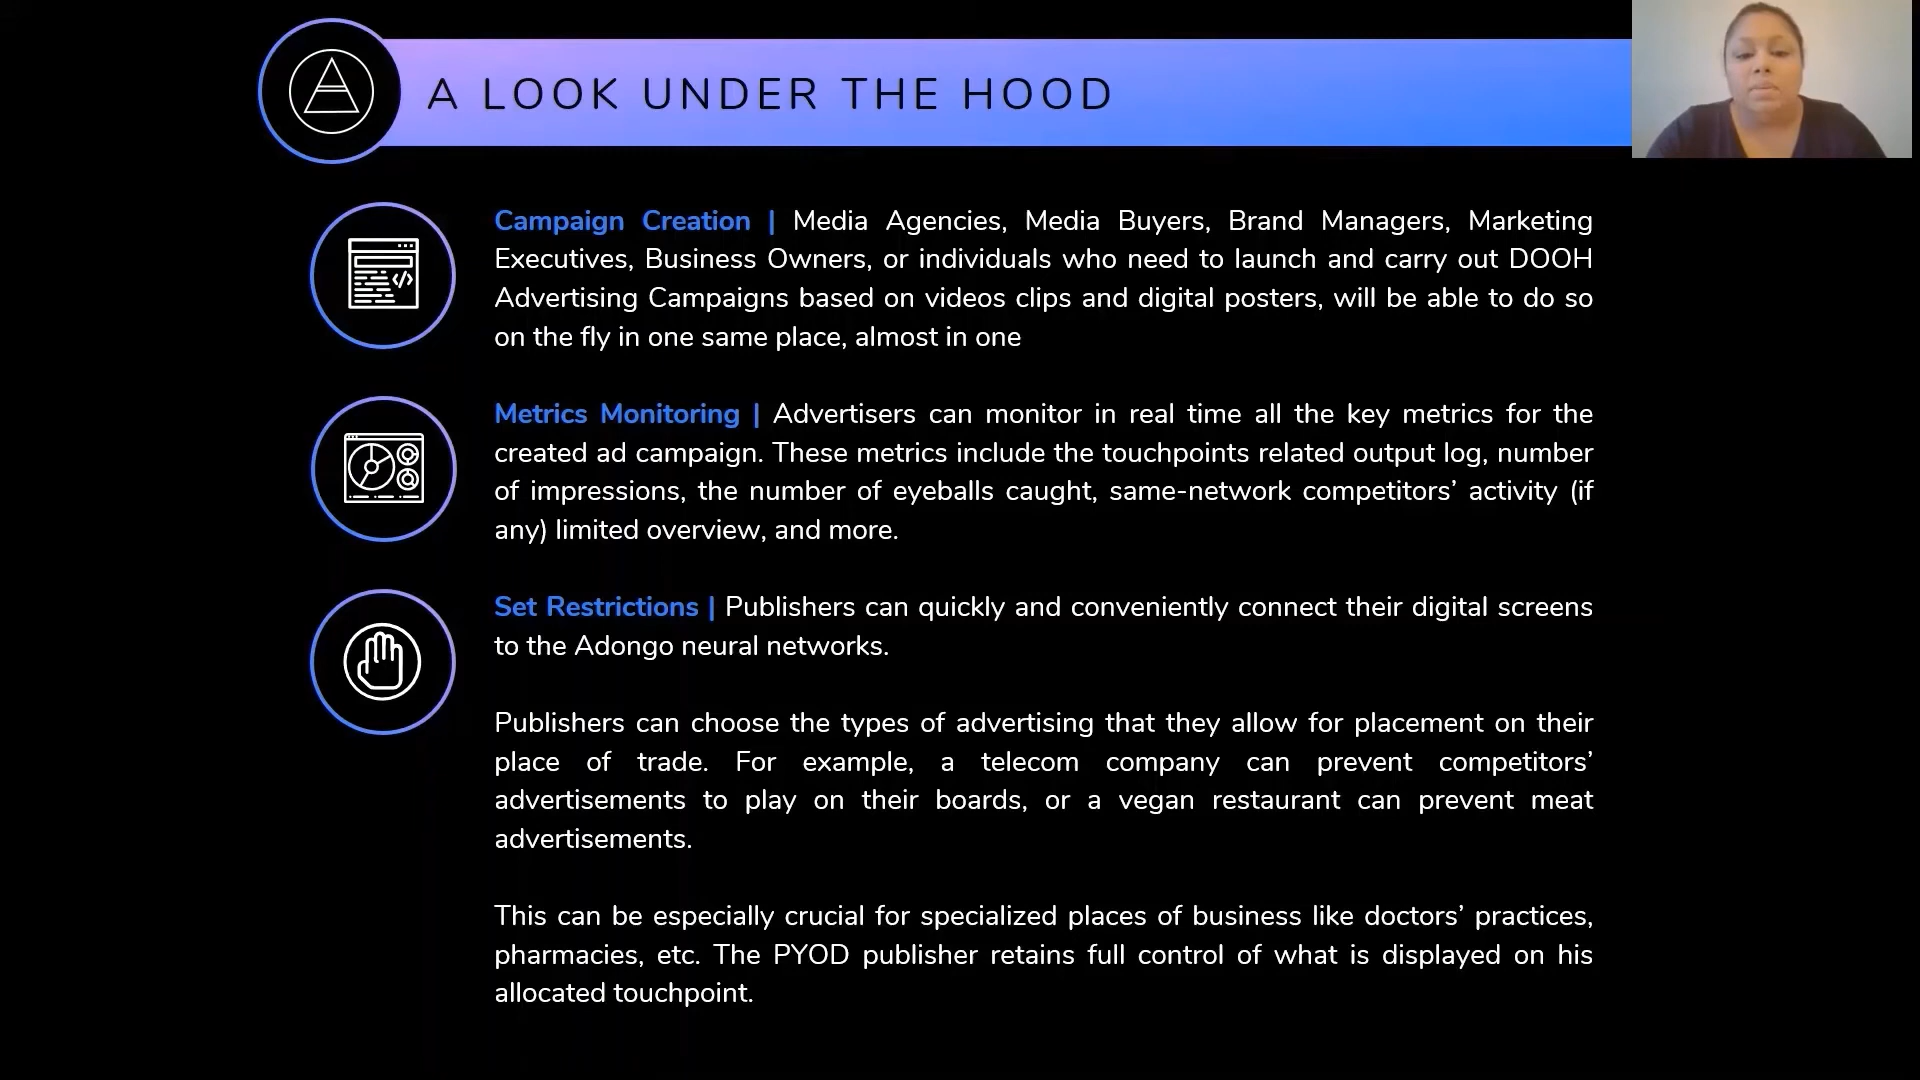 A LOOK UNDER THE HOOD
Campaign Creation | Media Agencies, Media Buyers, Brand Managers, Marketing
Executives, Business Owners, or individuals who need to launch and carry out DOOH
Advertising Campaigns based on videos clips and digital posters, will be able to do so
on the fly in one same place, almost in one
Metrics Monitoring | Advertisers can monitor in real time all the key metrics for the
created ad campaign. These metrics include the touchpoints related output log, number
of impressions, the number of eyeballs caught, same-network competitors’ activity (if
any) limited overview, and more.
Set Restrictions | Publishers can quickly and conveniently connect their digital screens
to the Adongo neural networks.
Publishers can choose the types of advertising that they allow for placement on their
place of trade. For example, a telecom company can prevent competitors’
advertisements to play on their boards, or a vegan restaurant can prevent meat
advertisements.
This can be especially crucial for specialized places of business like doctors’ practices,
pharmacies, etc. The PYOD publisher retains full control of what is displayed on his
allocated touchpoint.